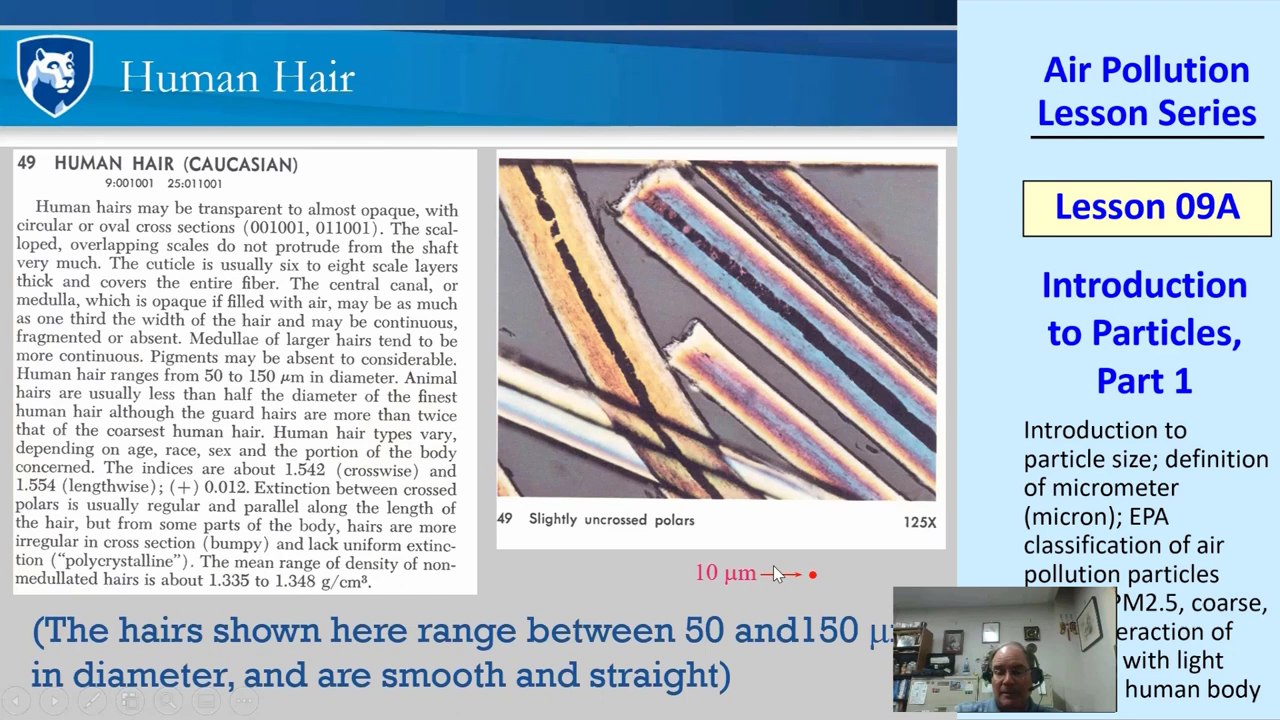 Human Hair
49 HUMAN HAIR (CAUCASIAN)
9:001001 25:011001
Human hairs may be transparent to almost opaque, with
circular or oval cross sections (001001, 011001). The scal-
loped, overlapping scales do not protrude from the shaft
very much. The cuticle is usually six to eight scale layers
thick and covers the entire fiber. The central canal, or
medulla, which is opaque if filled with air, may be as much
as one third the width of the hair and may be continuous,
fragmented or absent. Medullae of larger hairs tend to be
more continuous. Pigments may be absent to considerable.
Human hair ranges from 50 to 150 μm in diameter. Animal
hairs are usually less than half the diameter of the finest
human hair although the guard hairs are more than twice
that of the coarsest human hair. Human hair types vary,
depending on age, race, sex and the portion of the body
concerned. The indices are about 1.542 (crosswise) and
1.554 (lengthwise); (+) 0.012. Extinction between crossed
polars is usually regular and parallel along the length of
the hair, but from some parts of the body, hairs are more
irregular in cross section (bumpy) and lack uniform extinc-
tion ("polycrystalline"). The mean range of density of non-
medullated hairs is about 1.335 to 1.348 g/cm³.
49 Slightly uncrossed polars 125X
10 μm
(The hairs shown here range between 50 and150 μ
in diameter, and are smooth and straight)
Air Pollution
Lesson Series
Lesson 09A
Introduction
to Particles,
Part 1
Introduction to
particle size; definition
of micrometer
(micron); EPA
classification of air
pollution particles
PM2.5, coarse,
eraction of
with light
human body